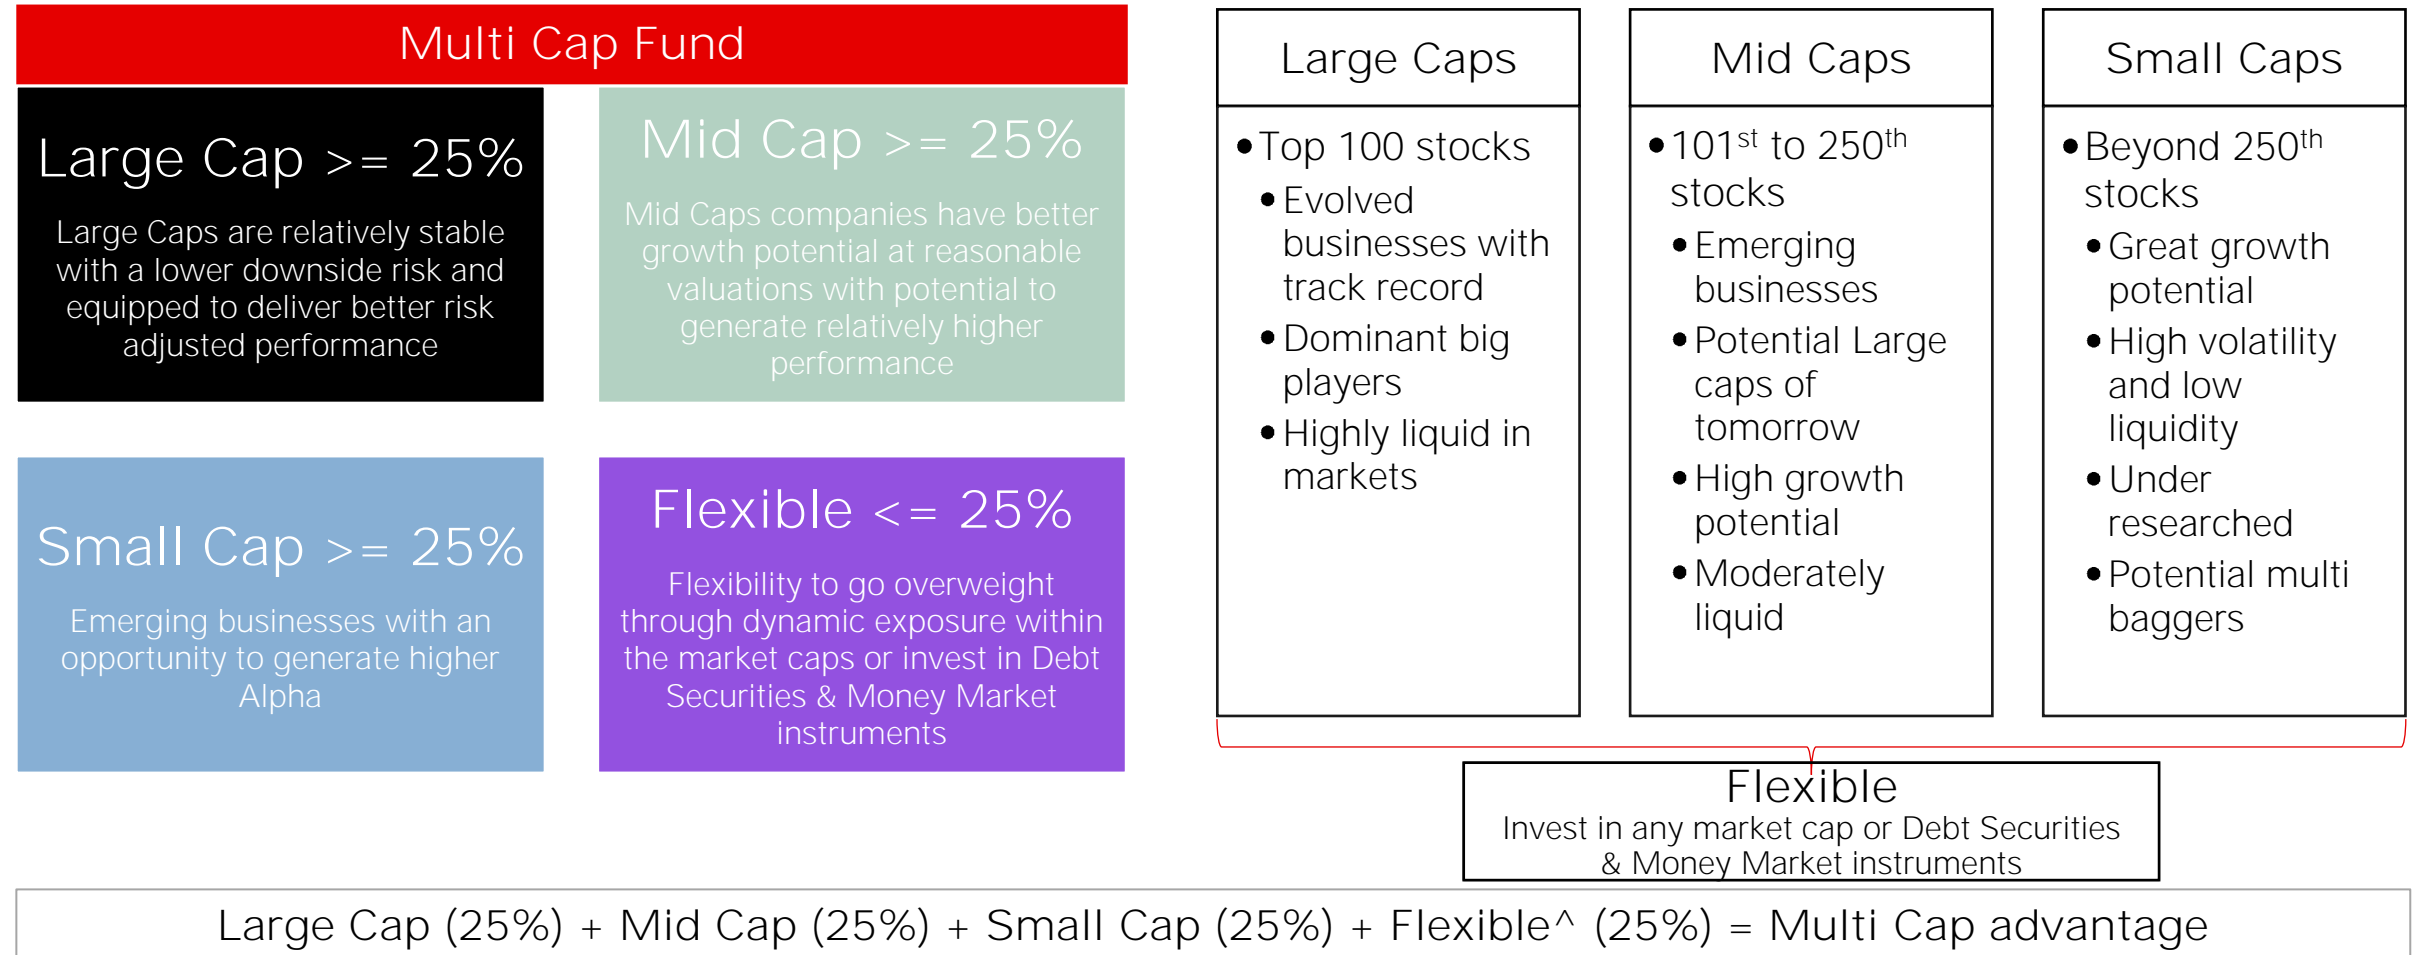 Multi Cap Fund
Large Cap >= 25%
Large Caps are relatively stable
with a lower downside risk and
equipped to deliver better risk
adjusted performance
Mid Cap >= 25%
Mid Caps companies have better
growth potential at reasonable
valuations with potential to
generate relatively higher
performance
Small Cap >= 25%
Emerging businesses with an
opportunity to generate higher
Alpha
Flexible <= 25%
Flexibility to go overweight
through dynamic exposure within
the market caps or invest in Debt
Securities & Money Market
instruments
Large Caps
•Top 100 stocks
•Evolved
businesses with
track record
•Dominant big
players
•Highly liquid in
markets
Mid Caps
•101st to 250th
stocks
•Emerging
businesses
•Potential Large
caps of
tomorrow
•High growth
potential
•Moderately
liquid
Small Caps
•Beyond 250th
stocks
•Great growth
potential
•High volatility
and low
liquidity
•Under
researched
•Potential multi
baggers
Flexible
Invest in any market cap or Debt Securities
& Money Market instruments
Large Cap (25%) + Mid Cap (25%) + Small Cap (25%) + Flexible^ (25%) = Multi Cap advantage